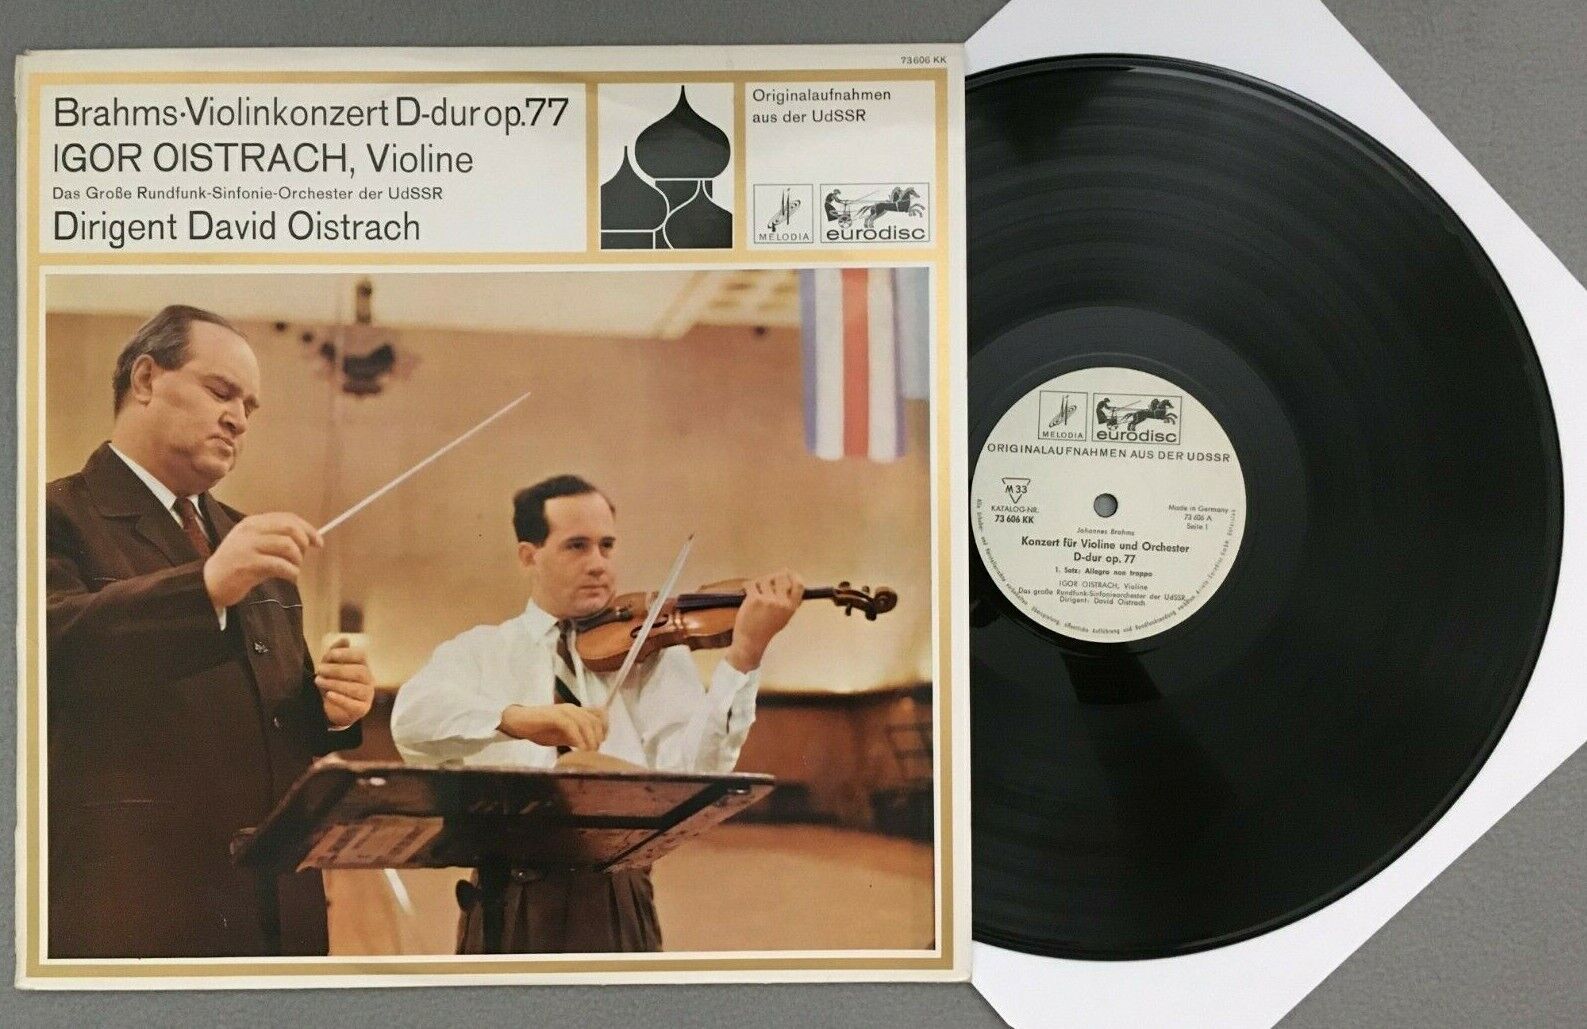 73606 KK
Brahms·Violinkonzert D-dur op.77
IGOR OISTRACH, Violine
Das Große Rundfunk-Sinfonie-Orchester der UdSSR
Dirigent David Oistrach
Originalaufnahmen
aus der UdSSR
MELODIA
eurodisc
MELODIA
eurodisc
ORIGINALAUFNAHMEN AUS DER UDSSR
M 33
KATALOG-NR.
73 606 KK
Made in Germany
73 606 A
Seite 1
Johannes Brahms
Konzert für Violine und Orchester
D-dur op. 77
1. Satz: Allegro non troppo
IGOR OISTRACH, Violine
Das große Rundfunk-Sinfonieorchester der UdSSR
Dirigent: David Oistrach